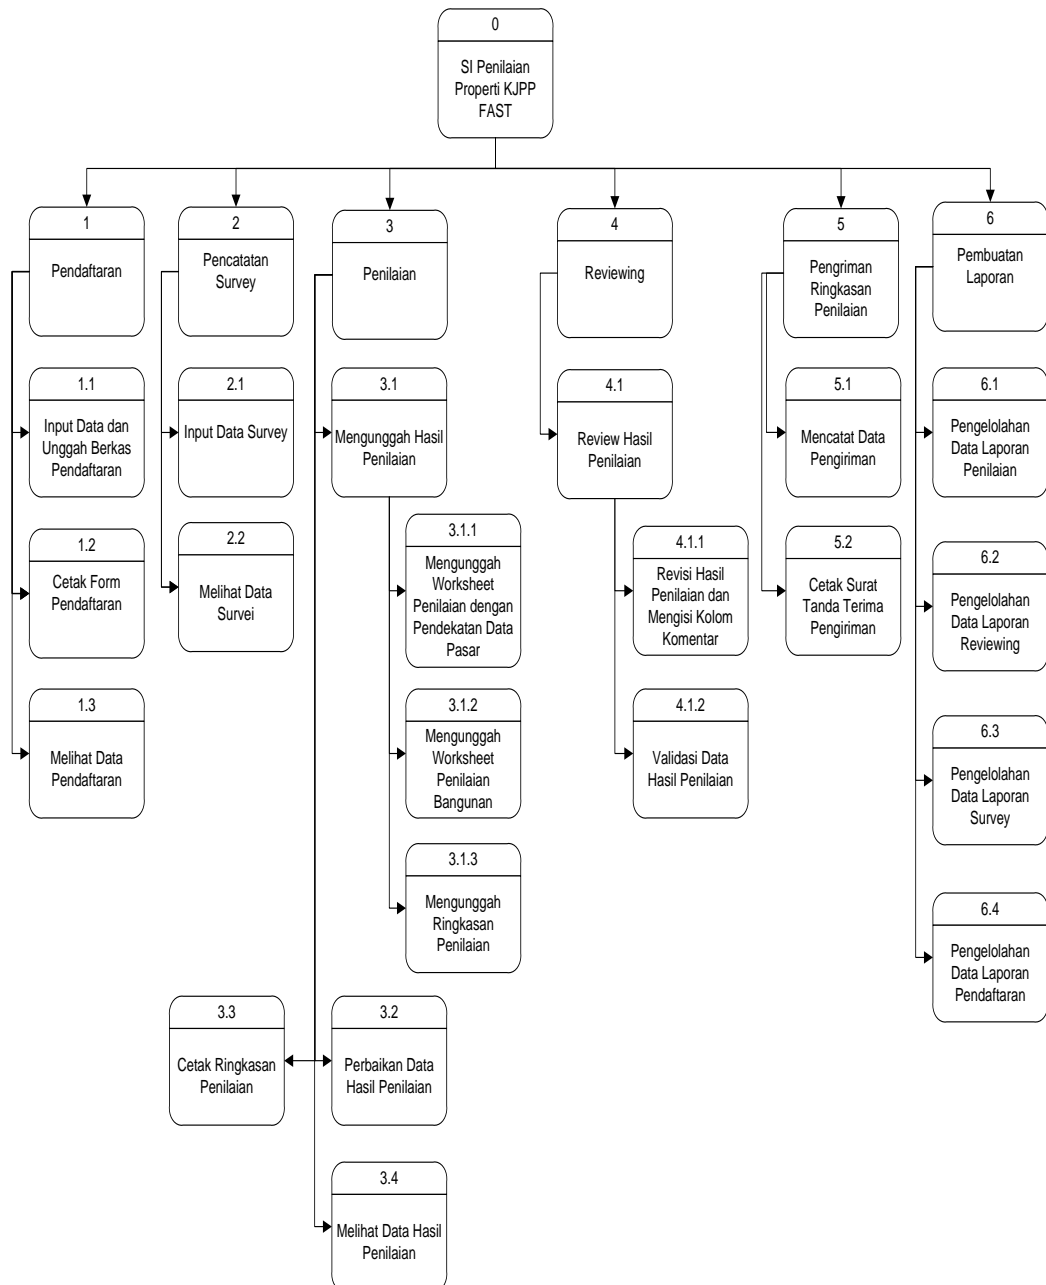 0
SI Penilaian
Properti KJPP
FAST
1
Pendaftaran
2
Pencatatan
Survey
3
Penilaian
4
Reviewing
5
Pengriman
Ringkasan
Penilaian
6
Pembuatan
Laporan
1.1
Input Data dan
Unggah Berkas
Pendaftaran
2.1
Input Data Survey
3.1
Mengunggah Hasil
Penilaian
4.1
Review Hasil
Penilaian
5.1
Mencatat Data
Pengiriman
6.1
Pengelolahan
Data Laporan
Penilaian
1.2
Cetak Form
Pendaftaran
2.2
Melihat Data
Survei
3.1.1
Mengunggah
Worksheet
Penilaian dengan
Pendekatan Data
Pasar
4.1.1
Revisi Hasil
Penilaian dan
Mengisi Kolom
Komentar
5.2
Cetak Surat
Tanda Terima
Pengiriman
6.2
Pengelolahan
Data Laporan
Reviewing
1.3
Melihat Data
Pendaftaran
3.1.2
Mengunggah
Worksheet
Penilaian
Bangunan
4.1.2
Validasi Data
Hasil Penilaian
6.3
Pengelolahan
Data Laporan
Survey
3.1.3
Mengunggah
Ringkasan
Penilaian
6.4
Pengelolahan
Data Laporan
Pendaftaran
3.3
Cetak Ringkasan
Penilaian
3.2
Perbaikan Data
Hasil Penilaian
3.4
Melihat Data Hasil
Penilaian